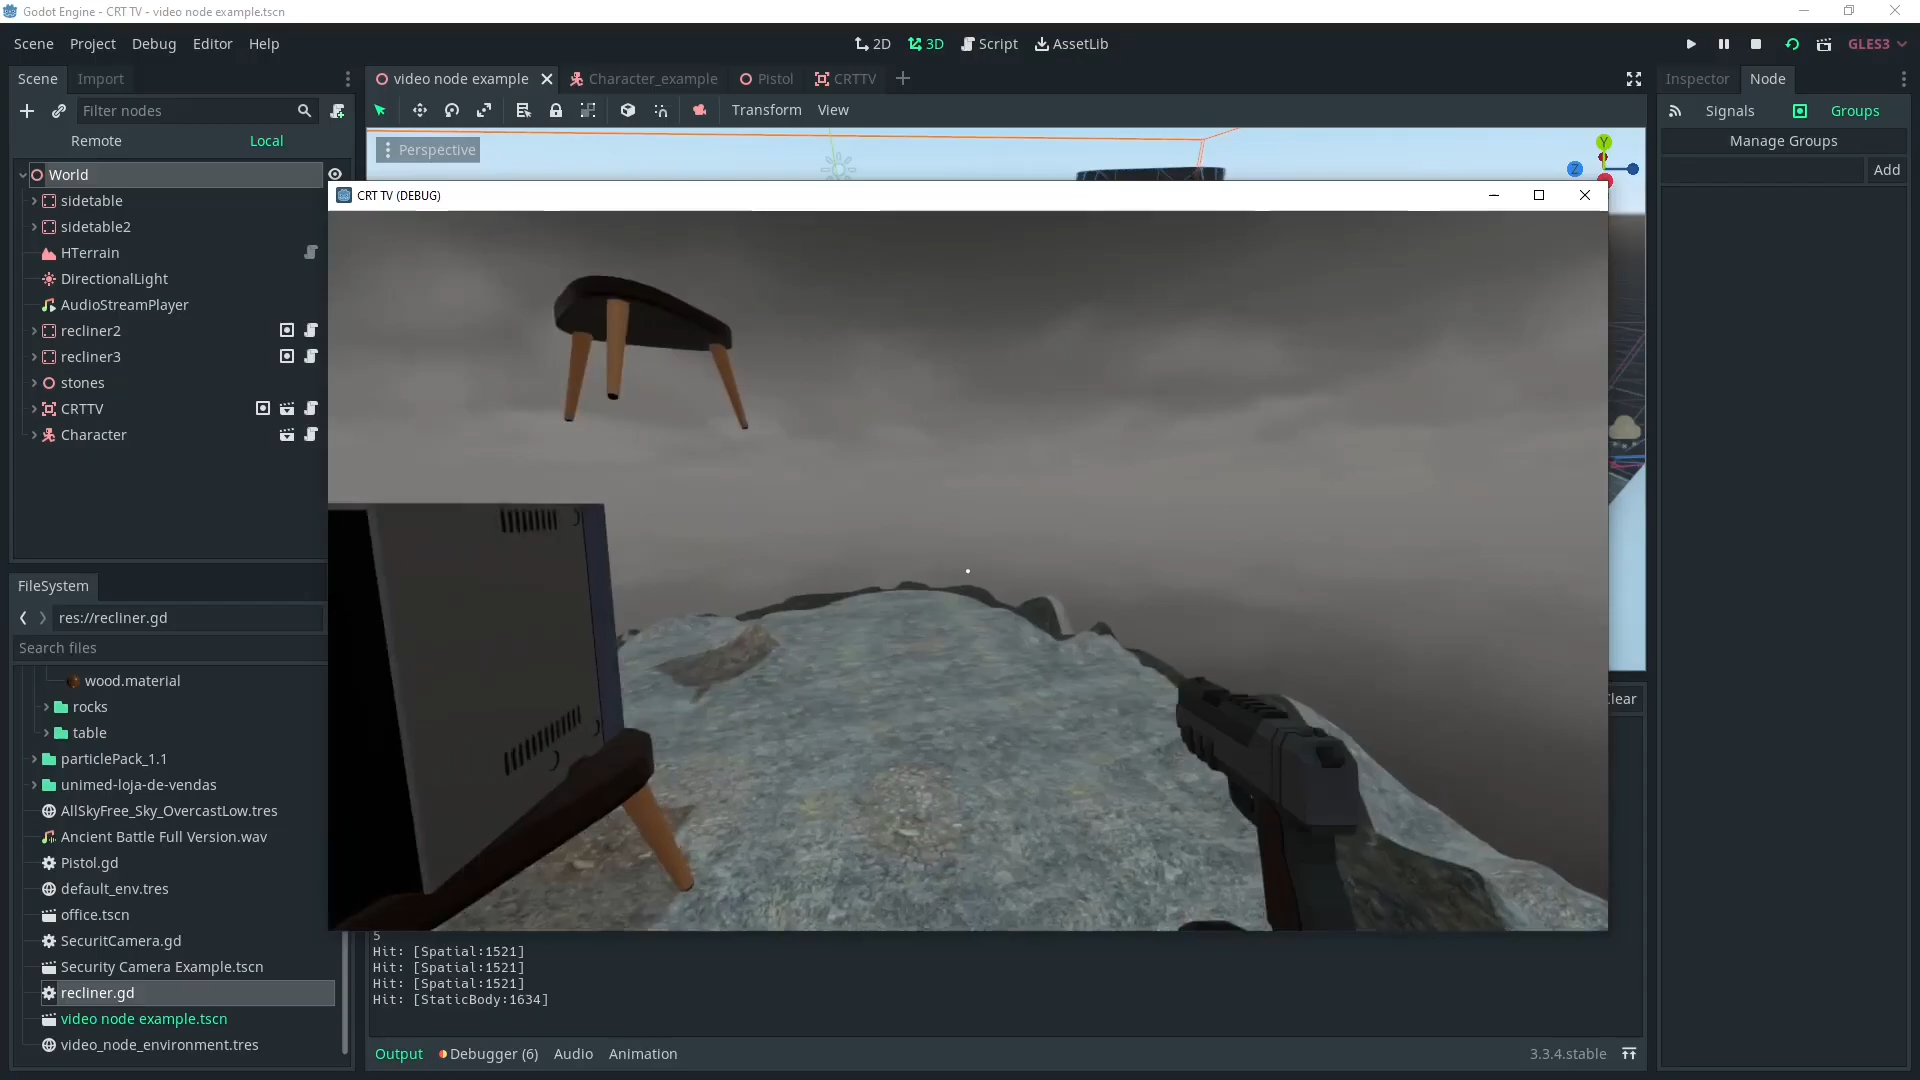 Godot Engine - CRT TV - video node example.tscn
Scene Project Debug Editor Help
2D 3D Script AssetLib
GLES3
Scene Import
video node example Character_example Pistol CRTTV
Inspector Node
Filter nodes
Transform View
Signals Groups
Remote Local
Manage Groups
Perspective
Y
Z
Add
World
CRT TV (DEBUG)
sidetable
sidetable2
HTerrain
DirectionalLight
AudioStreamPlayer
recliner2
recliner3
stones
CRTTV
Character
FileSystem
res://recliner.gd
Search files
wood.material
rocks
table
particlePack_1.1
unimed-loja-de-vendas
AllSkyFree_Sky_OvercastLow.tres
Ancient Battle Full Version.wav
Pistol.gd
default_env.tres
office.tscn
SecuritCamera.gd
Security Camera Example.tscn
recliner.gd
video node example.tscn
video_node_environment.tres
lear
5
Hit: [Spatial:1521]
Hit: [Spatial:1521]
Hit: [Spatial:1521]
Hit: [StaticBody:1634]
Output Debugger (6) Audio Animation
3.3.4.stable